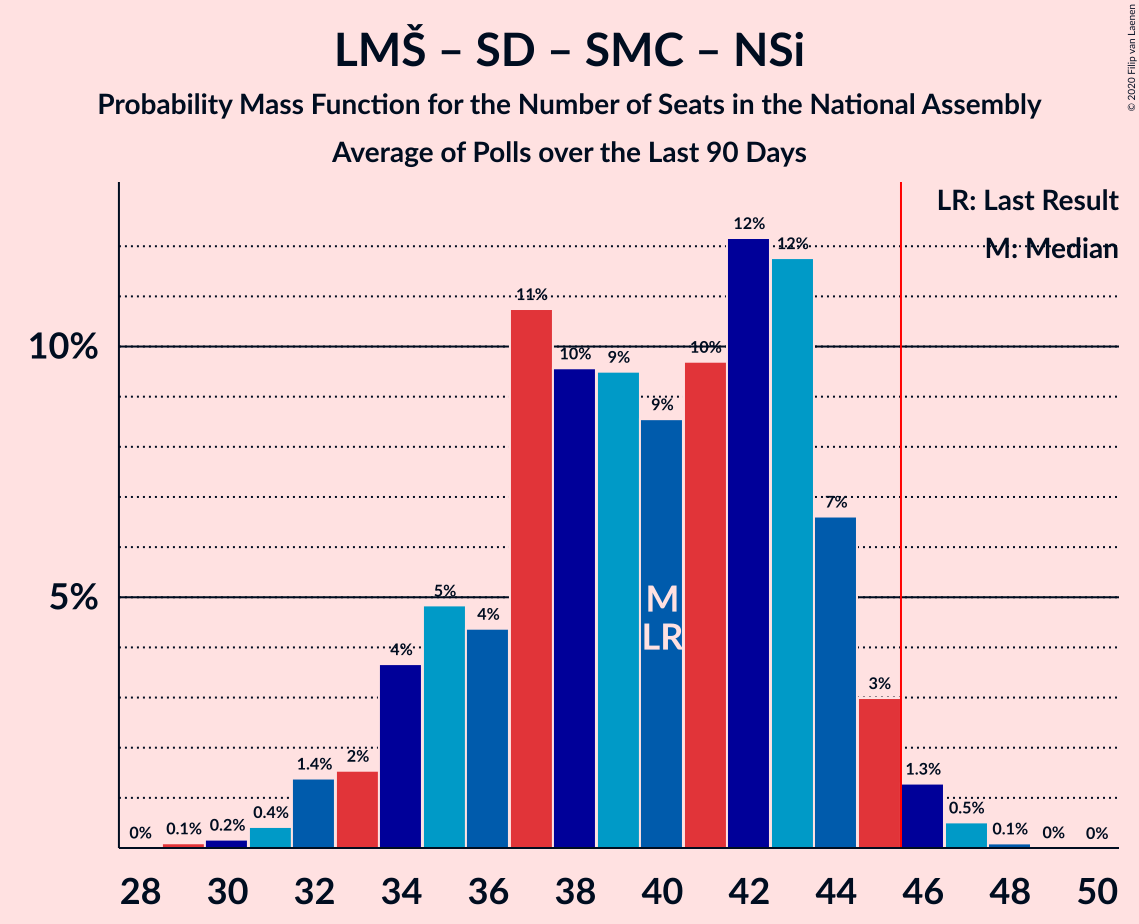 LMŠ – SD – SMC – NSi
Probability Mass Function for the Number of Seats in the National Assembly
Average of Polls over the Last 90 Days
© 2020 Filip van Laenen
LR: Last Result
M: Median
10%
5%
0%
0.1%
0.2%
0.4%
1.4%
2%
4%
5%
4%
11%
10%
9%
9%
10%
12%
12%
7%
3%
1.3%
0.5%
0.1%
0%
0%
M
LR
28 30 32 34 36 38 40 42 44 46 48 50